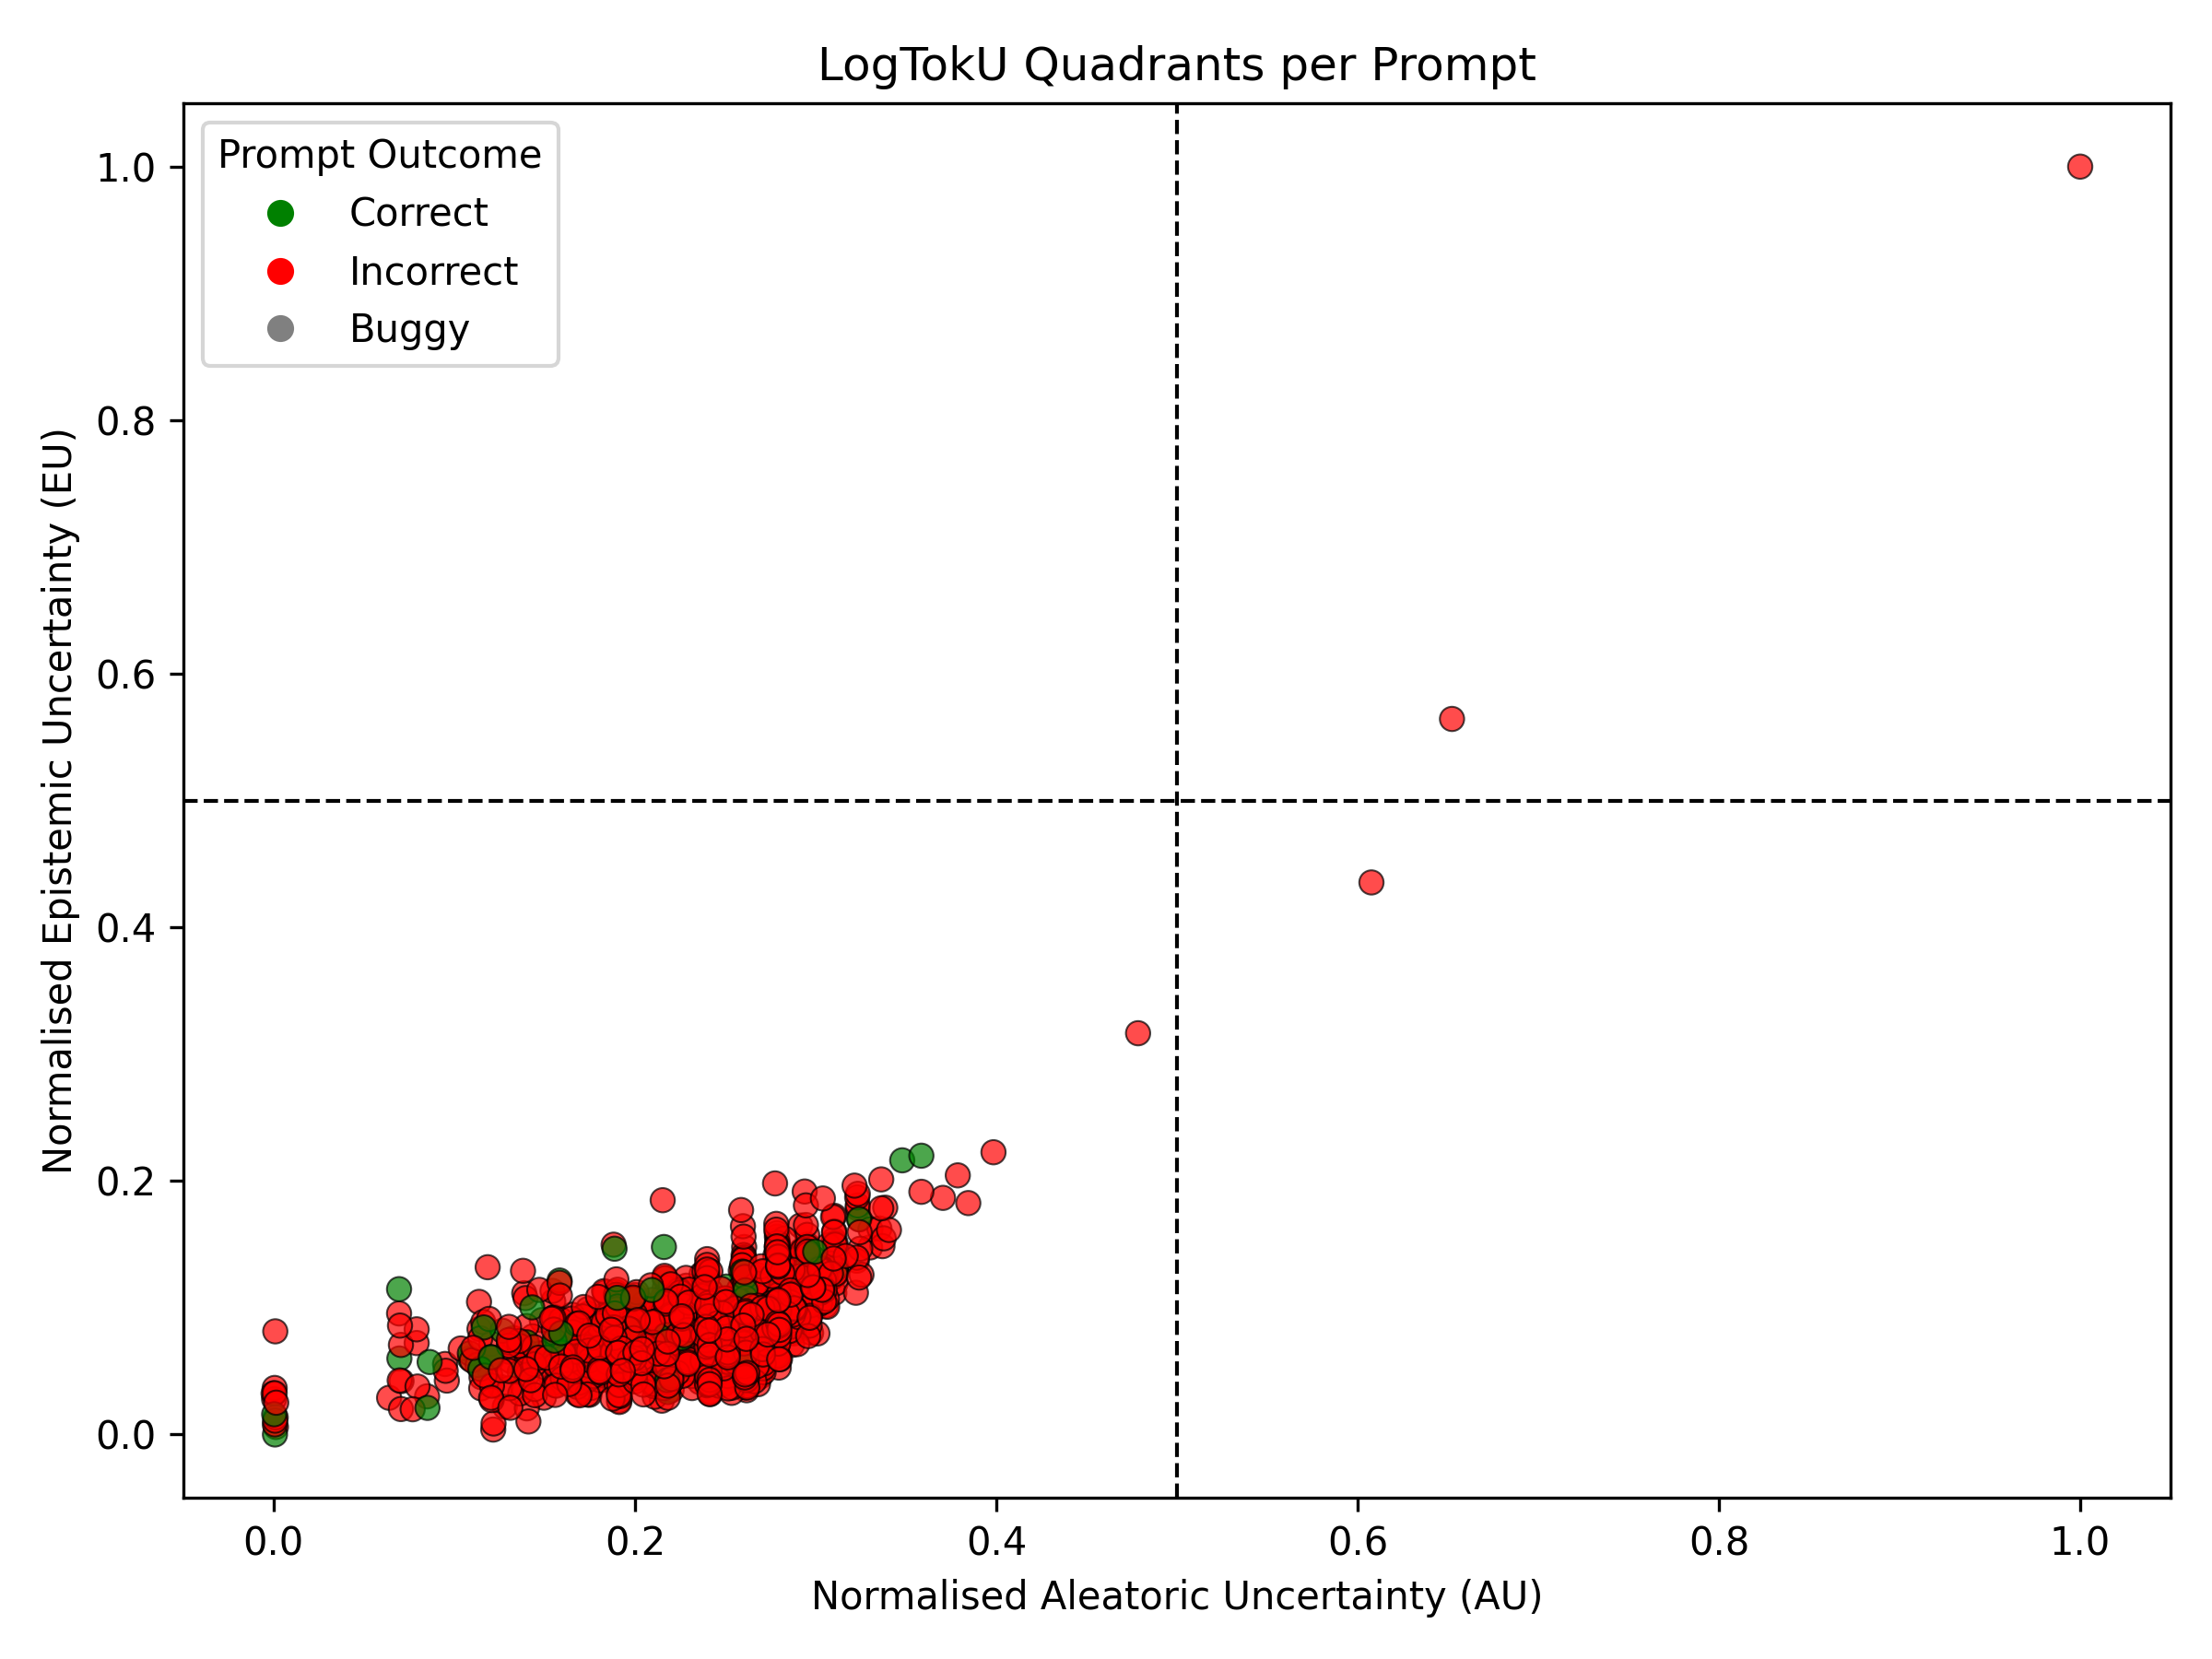 LogTokU Quadrants per Prompt
Prompt Outcome
Correct
Incorrect
Buggy
1.0
0.8
0.6
0.4
0.2
0.0
Normalised Epistemic Uncertainty (EU)
0.0 0.2 0.4 0.6 0.8 1.0
Normalised Aleatoric Uncertainty (AU)